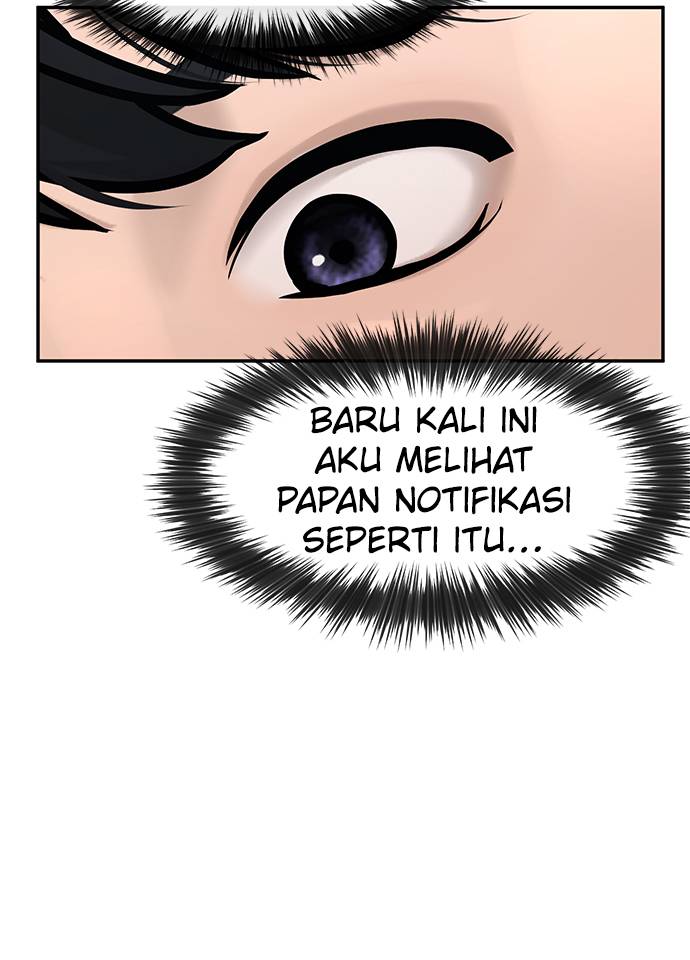 BARU KALI INI
AKU MELIHAT
PAPAN NOTIFIKASI
SEPERTI ITU...